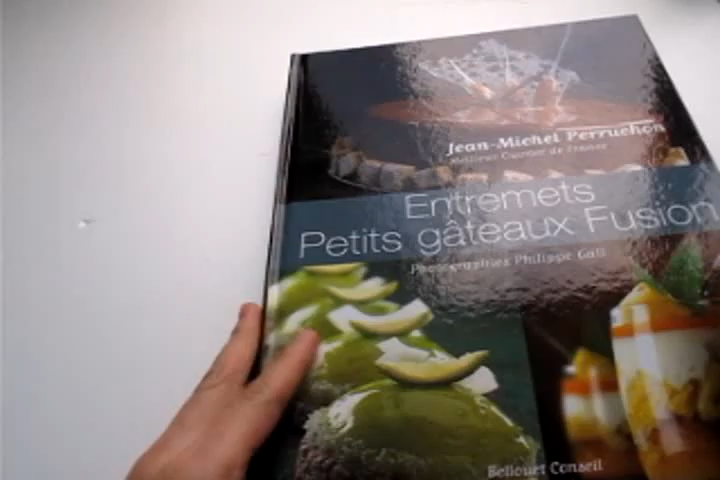 Jean-Michel Perruchon
Meilleur Ouvrier de France
Entremets
Petits gâteaux Fusion
Photographies Philippe Gali
Bellouet Conseil